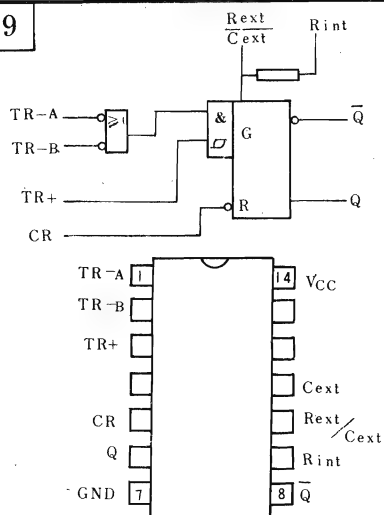 9
Rext
Cext
Rint
TR-A
≥1
&
Q̅
TR-B
G
TR+
R
Q
CR
TR-A 1
14 VCC
TR-B
TR+
Cext
CR
Rext/Cext
Q
Rint
GND 7
8 Q̅